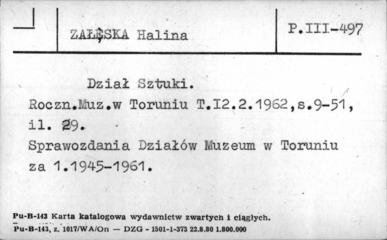 ZAŁĘSKA Halina
P.III-497
Dział Sztuki.
Roczn.Muz.w Toruniu T.I2.2.1962,s.9-51,
il. 29.
Sprawozdania Działów Muzeum w Toruniu
za 1.1945-1961.
Pu-B-143 Karta katalogowa wydawnictw zwartych i ciągłych.
Pu-B-143, z. 1017/WA/On — DZG - 1501-1-373 22.8.80 1.800.000